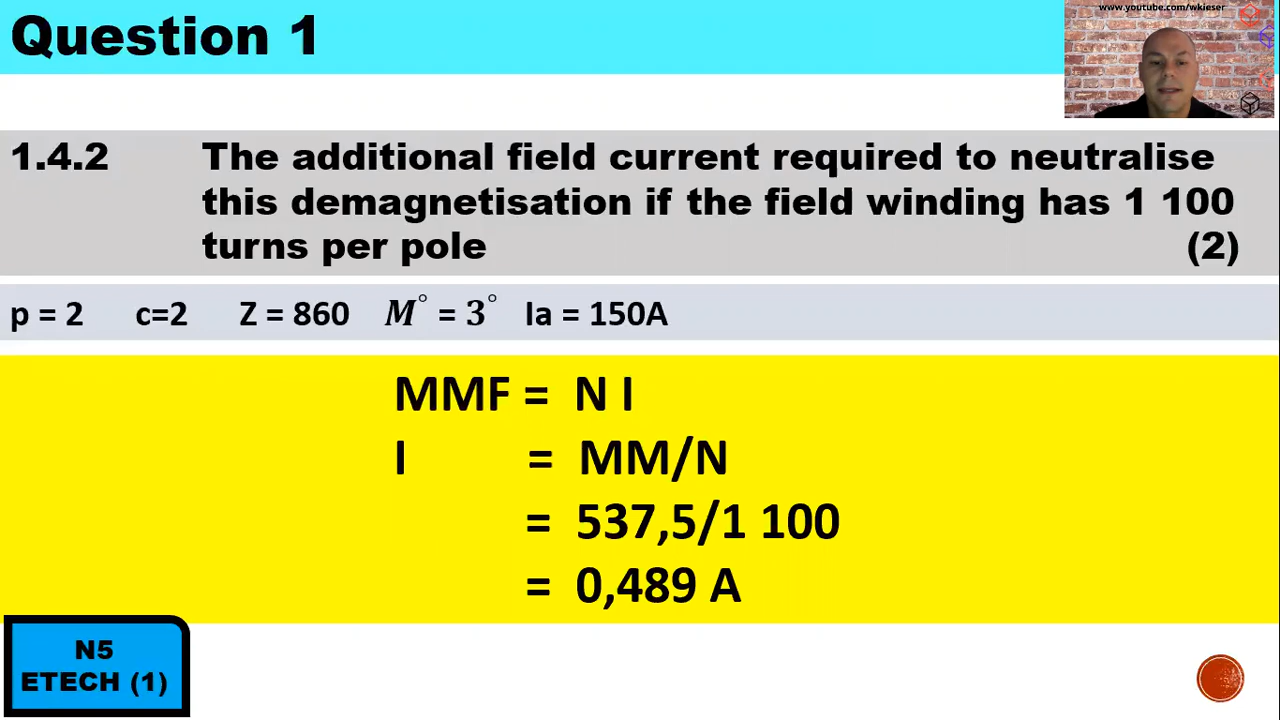 www.youtube.com/wkieser
Question 1
1.4.2 The additional field current required to neutralise
this demagnetisation if the field winding has 1 100
turns per pole (2)
p = 2 c=2 Z = 860 M° = 3° Ia = 150A
MMF = N I
I = MM/N
= 537,5/1 100
= 0,489 A
N5
ETECH (1)